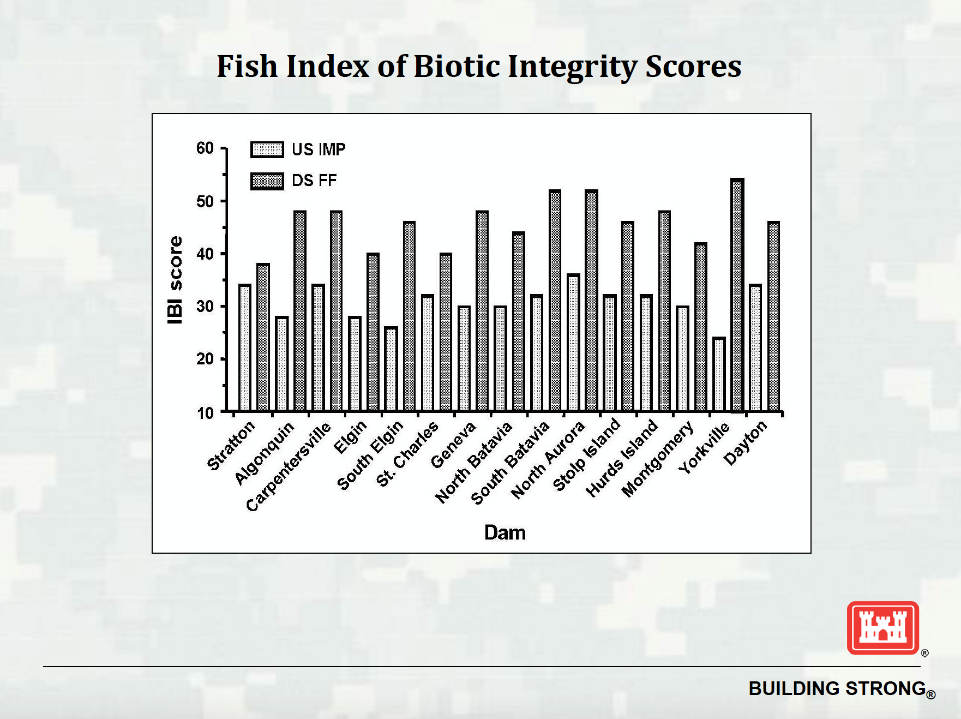 Fish Index of Biotic Integrity Scores
60
50
40
30
20
10
IBI score
US IMP
DS FF
Stratton
Algonquin
Carpentersville
Elgin
South Elgin
St. Charles
Geneva
North Batavia
South Batavia
North Aurora
Stolp Island
Hurds Island
Montgomery
Yorkville
Dayton
Dam
®
BUILDING STRONG®